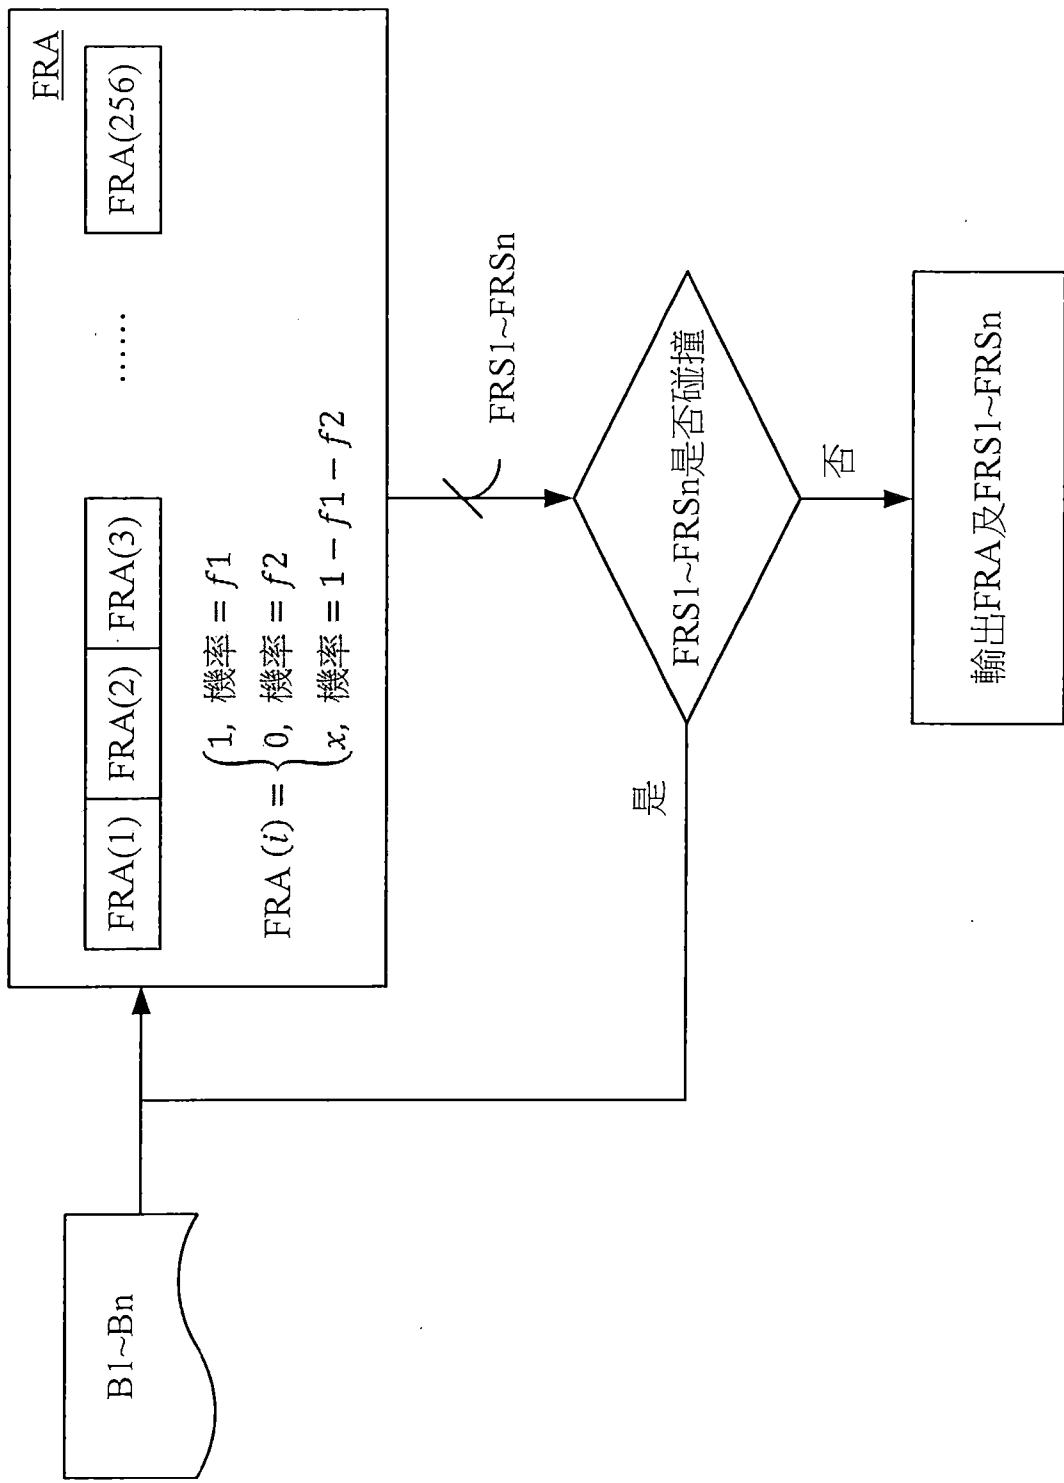 B1~Bn
FRA
FRA(1) FRA(2) FRA(3) …… FRA(256)
FRA (i) = { 1, 機率 = f1
0, 機率 = f2
x, 機率 = 1 − f1 − f2
FRS1~FRSn
FRS1~FRSn是否碰撞
是
否
輸出FRA及FRS1~FRSn